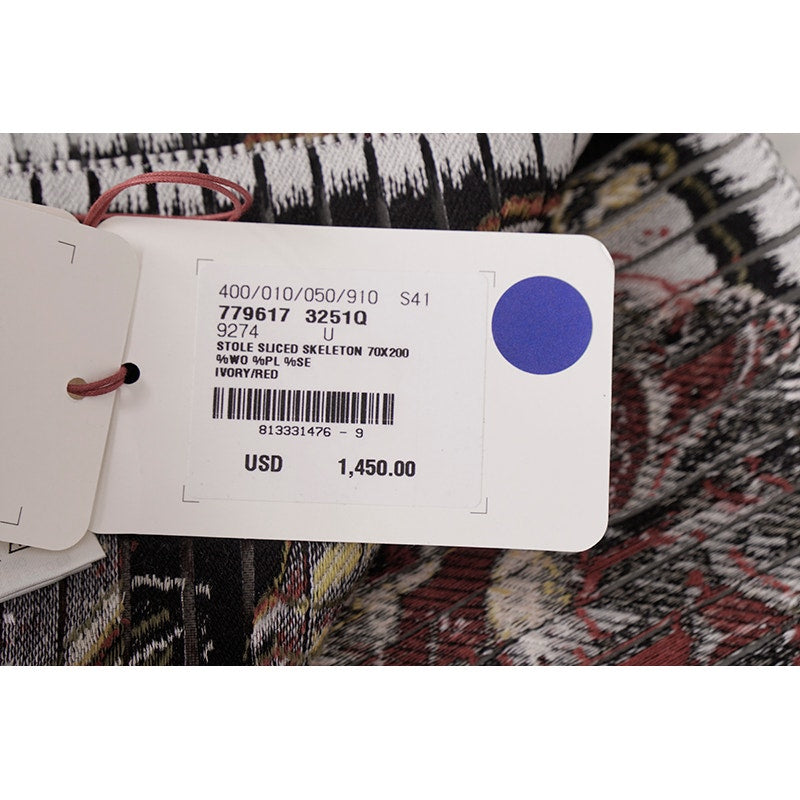 400/010/050/910 S41
779617 3251Q
9274 U
STOLE SLICED SKELETON 70X200
%WO %PL %SE
IVORY/RED
813331476 - 9
USD 1,450.00